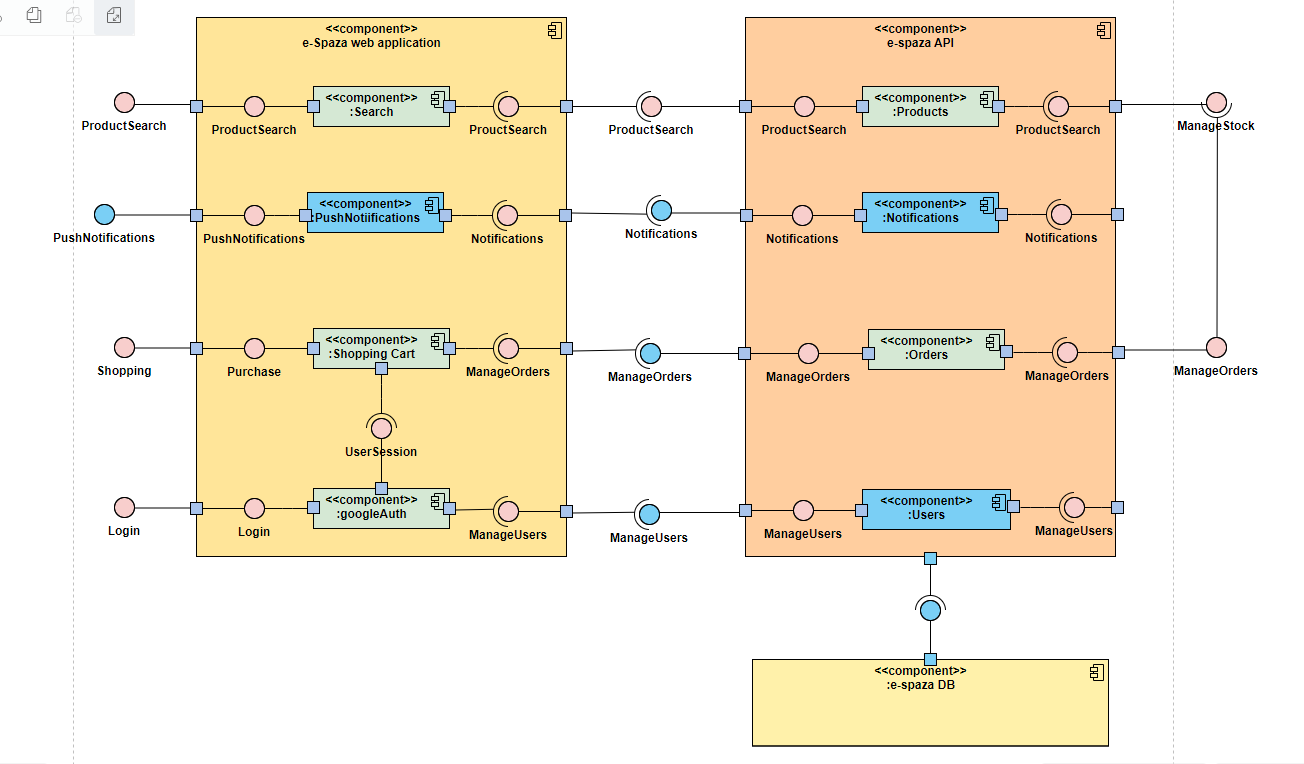 <<component>>
e-Spaza web application
<<component>>
e-spaza API
<<component>>
:Search
<<component>>
:Products
ProductSearch
ProductSearch
ProuctSearch
ProductSearch
ProductSearch
ProductSearch
ManageStock
<<component>>
:PushNotiifications
<<component>>
:Notifications
PushNotifications
PushNotifications
Notifications
Notifications
Notifications
Notifications
<<component>>
:Shopping Cart
<<component>>
:Orders
Shopping
Purchase
ManageOrders
ManageOrders
ManageOrders
ManageOrders
ManageOrders
UserSession
<<component>>
:googleAuth
<<component>>
:Users
Login
Login
ManageUsers
ManageUsers
ManageUsers
ManageUsers
<<component>>
:e-spaza DB